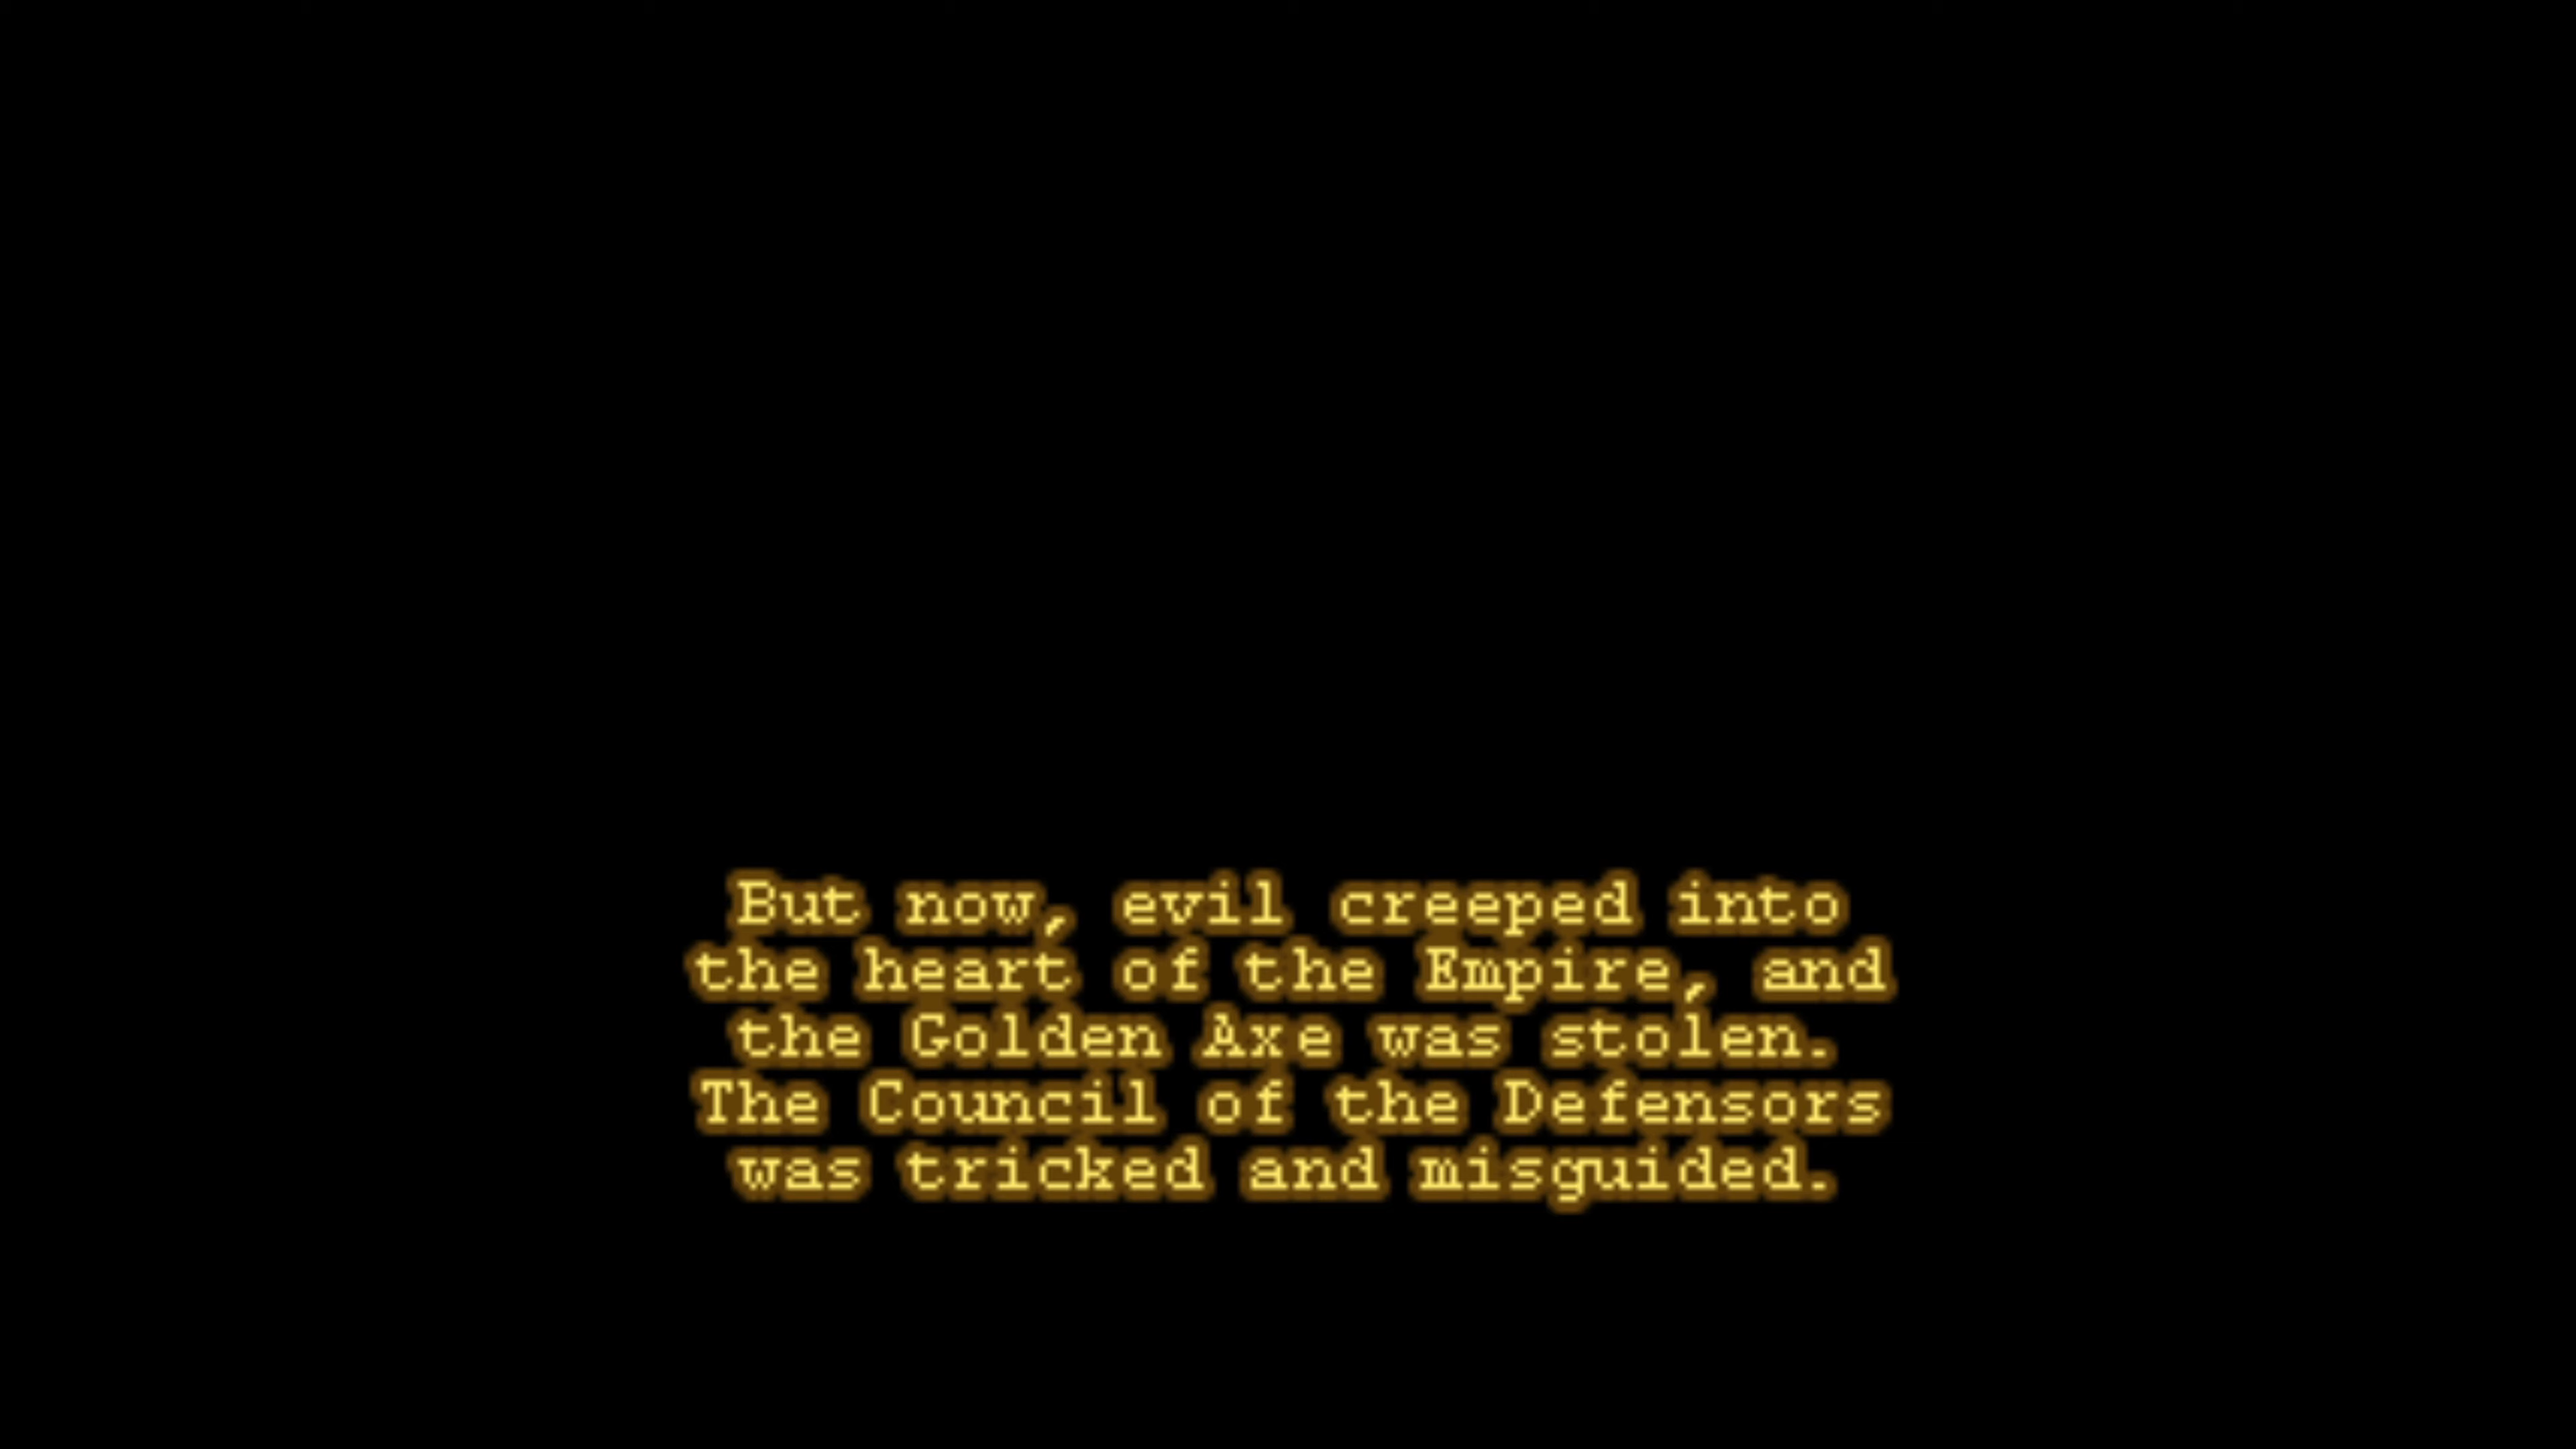 But now, evil creeped into
the heart of the Empire, and
the Golden Axe was stolen.
The Council of the Defensors
was tricked and misguided.